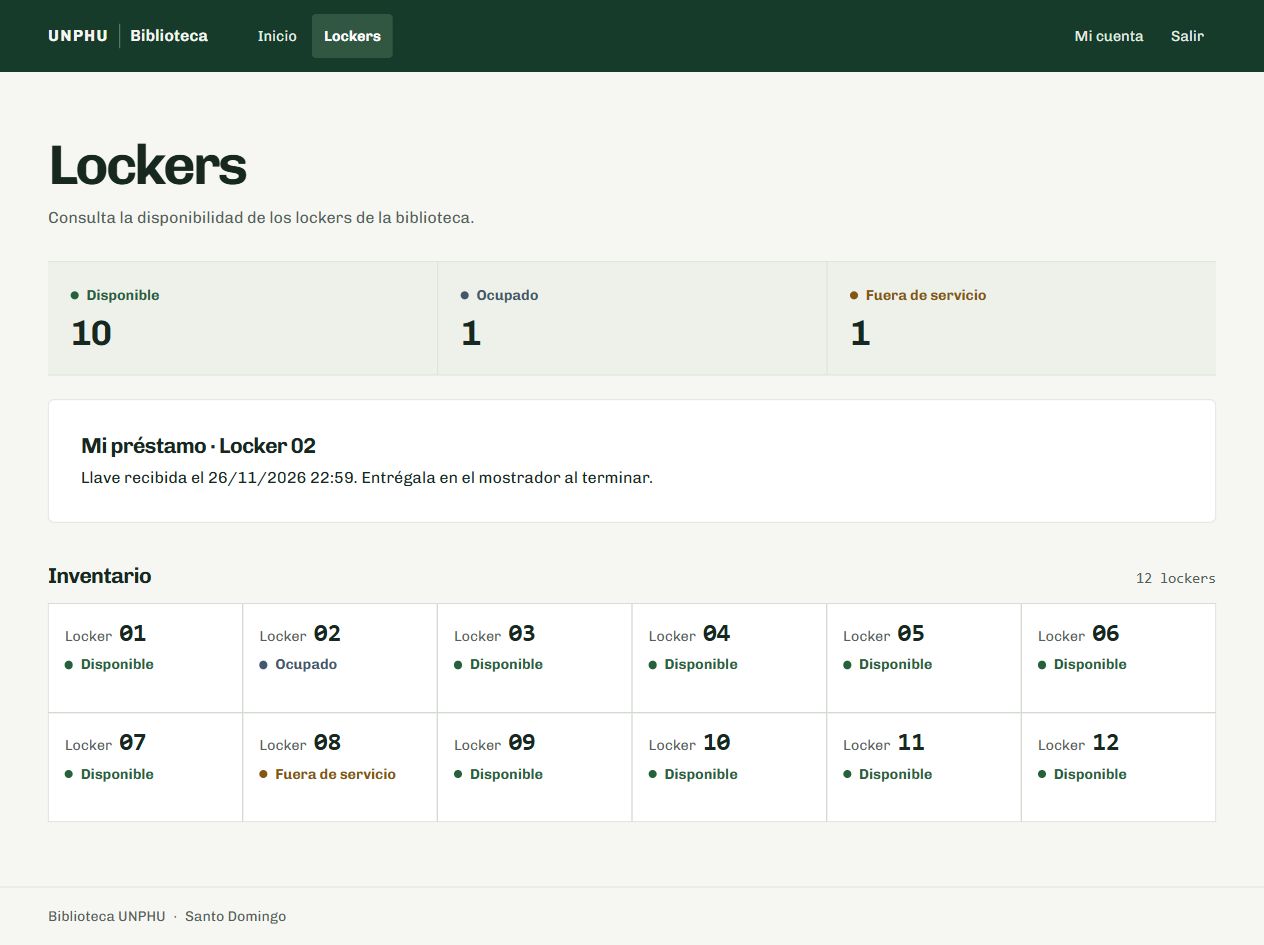 UNPHU Biblioteca Inicio Lockers Mi cuenta Salir
Lockers
Consulta la disponibilidad de los lockers de la biblioteca.
Disponible Ocupado Fuera de servicio
10 1 1
Mi préstamo · Locker 02
Llave recibida el 26/11/2026 22:59. Entrégala en el mostrador al terminar.
Inventario 12 lockers
Locker 01 Locker 02 Locker 03 Locker 04 Locker 05 Locker 06
Disponible Ocupado Disponible Disponible Disponible Disponible
Locker 07 Locker 08 Locker 09 Locker 10 Locker 11 Locker 12
Disponible Fuera de servicio Disponible Disponible Disponible Disponible
Biblioteca UNPHU · Santo Domingo